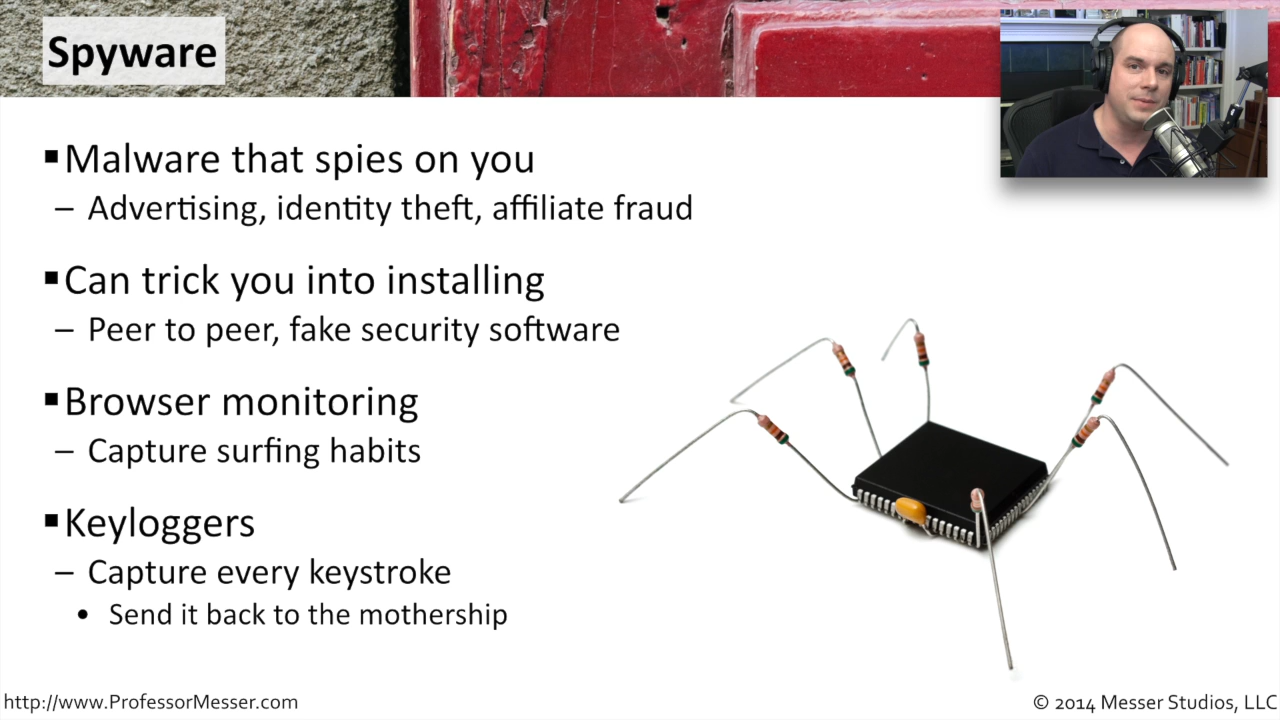 Spyware
▪Malware that spies on you
– Advertising, identity theft, affiliate fraud
▪Can trick you into installing
– Peer to peer, fake security software
▪Browser monitoring
– Capture surfing habits
▪Keyloggers
– Capture every keystroke
• Send it back to the mothership
http://www.ProfessorMesser.com
© 2014 Messer Studios, LLC